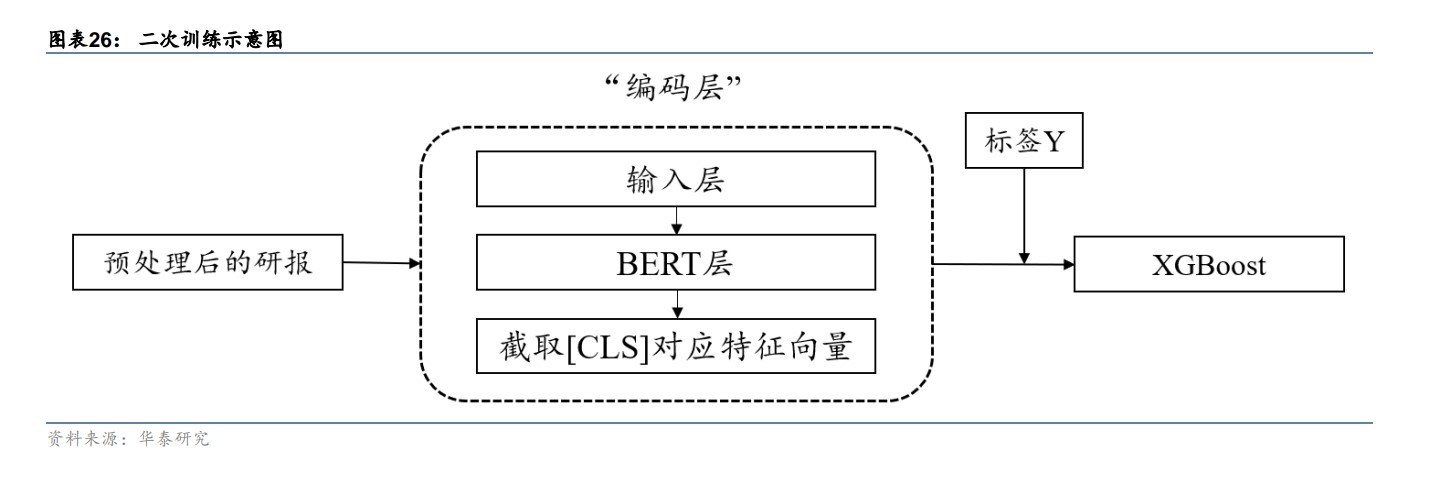 图表26： 二次训练示意图
“编码层”
标签Y
输入层
预处理后的研报
BERT层
XGBoost
截取[CLS]对应特征向量
资料来源：华泰研究